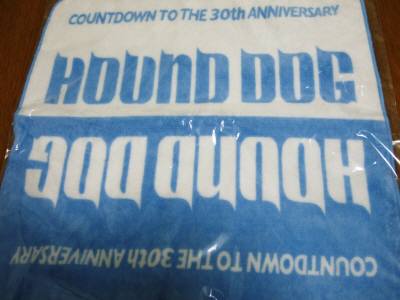 COUNTDOWN TO THE 30th ANNIVERSARY
HOUND DOG
HOUND DOG
COUNTDOWN TO THE 30th ANNIVERSARY